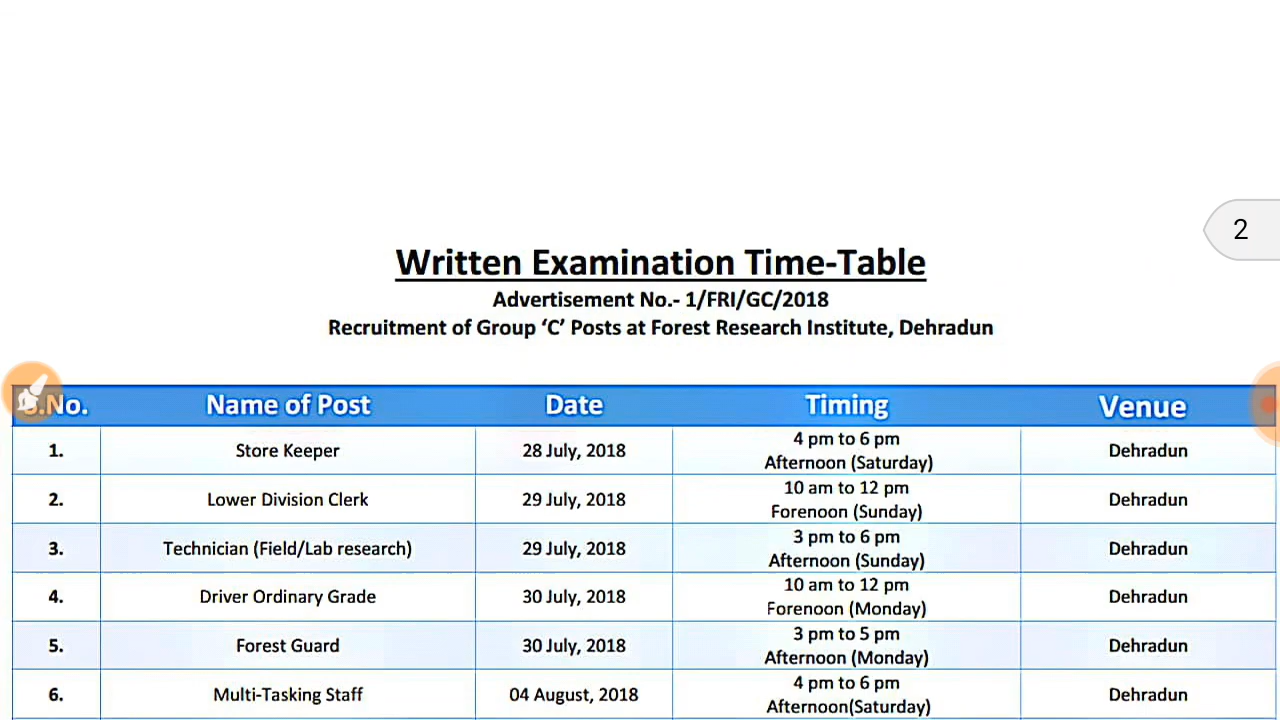 2
Written Examination Time-Table
Advertisement No.- 1/FRI/GC/2018
Recruitment of Group ‘C’ Posts at Forest Research Institute, Dehradun
S.No. Name of Post Date Timing Venue
1. Store Keeper 28 July, 2018 4 pm to 6 pm Dehradun
Afternoon (Saturday)
2. Lower Division Clerk 29 July, 2018 10 am to 12 pm Dehradun
Forenoon (Sunday)
3. Technician (Field/Lab research) 29 July, 2018 3 pm to 6 pm Dehradun
Afternoon (Sunday)
4. Driver Ordinary Grade 30 July, 2018 10 am to 12 pm Dehradun
Forenoon (Monday)
5. Forest Guard 30 July, 2018 3 pm to 5 pm Dehradun
Afternoon (Monday)
6. Multi-Tasking Staff 04 August, 2018 4 pm to 6 pm Dehradun
Afternoon(Saturday)